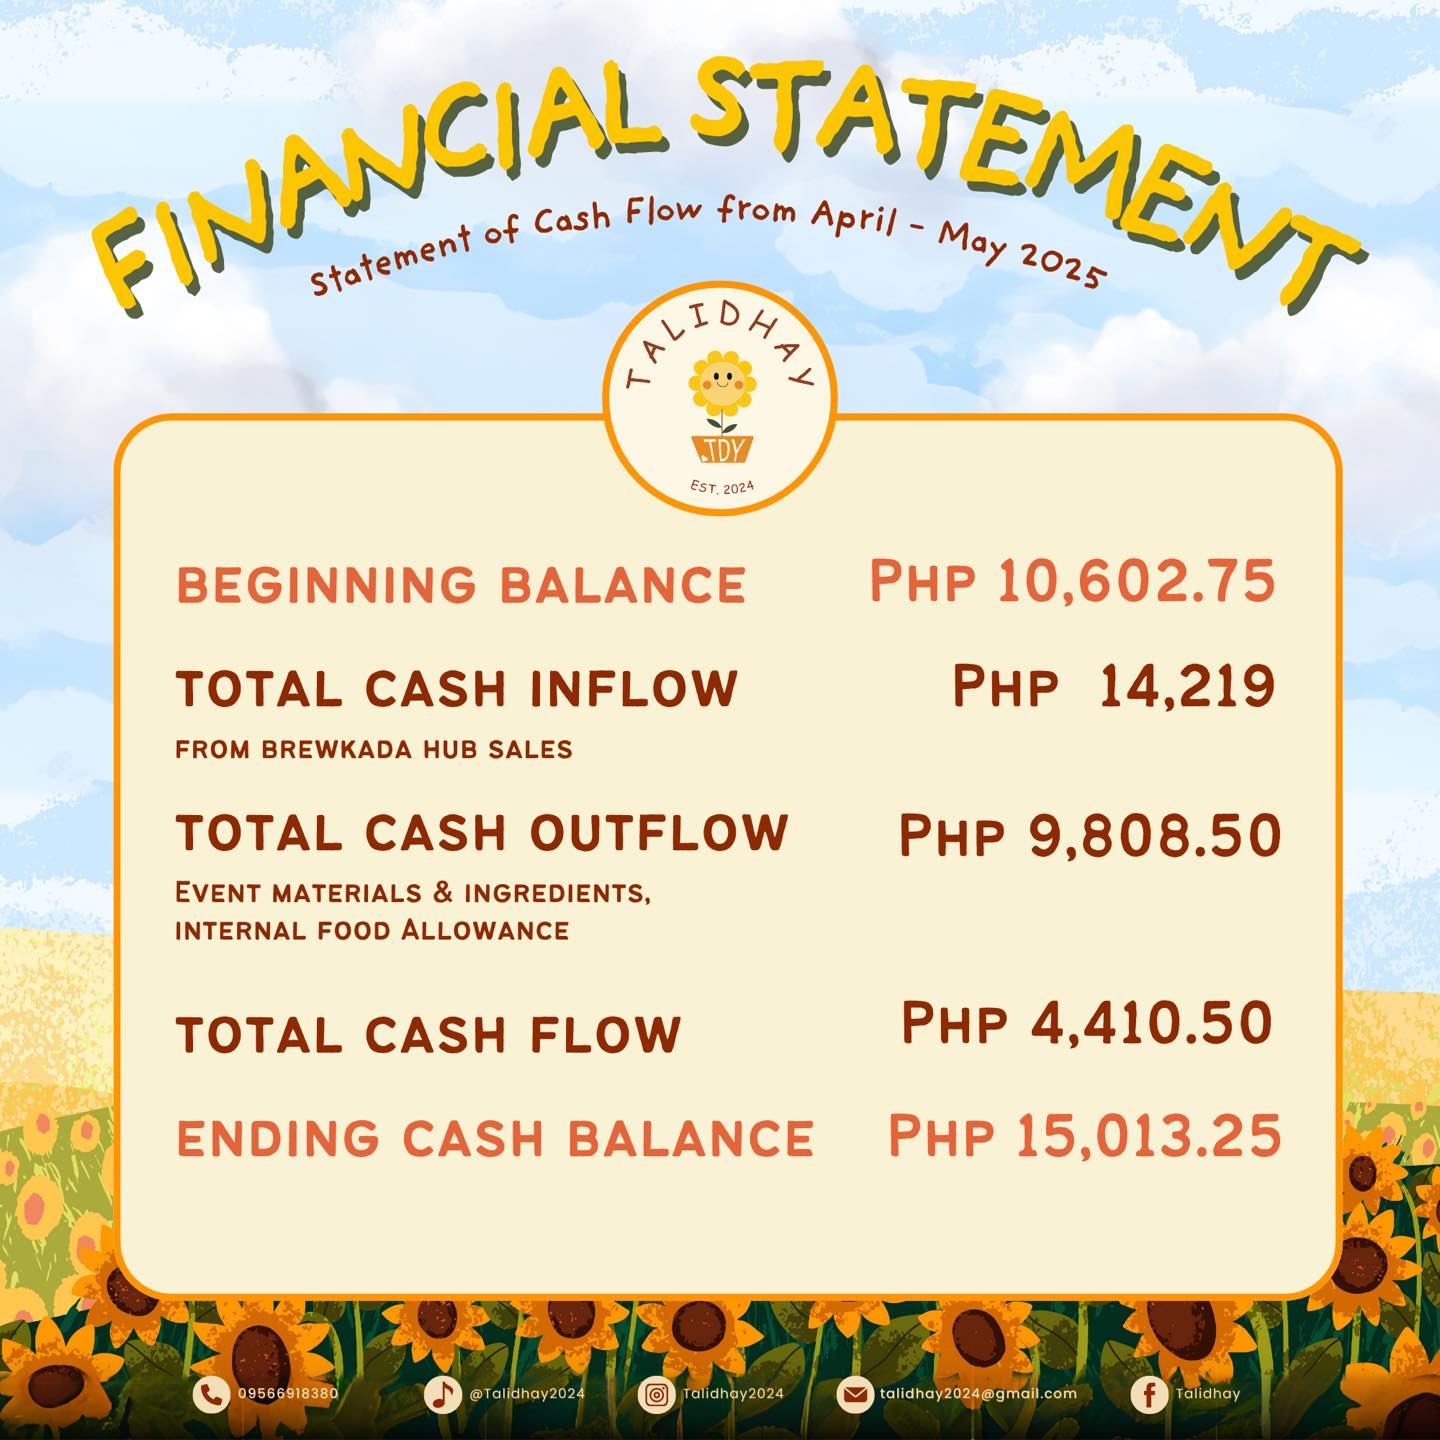 FINANCIAL STATEMENT
Statement of Cash Flow from April - May 2025
TALIDHAY
TDY
EST. 2024
BEGINNING BALANCE PHP 10,602.75
TOTAL CASH INFLOW PHP 14,219
FROM BREWKADA HUB SALES
TOTAL CASH OUTFLOW PHP 9,808.50
EVENT MATERIALS & INGREDIENTS,
INTERNAL FOOD ALLOWANCE
TOTAL CASH FLOW PHP 4,410.50
ENDING CASH BALANCE PHP 15,013.25
09566918380 @Talidhay2024 Talidhay2024 talidhay2024@gmail.com Talidhay